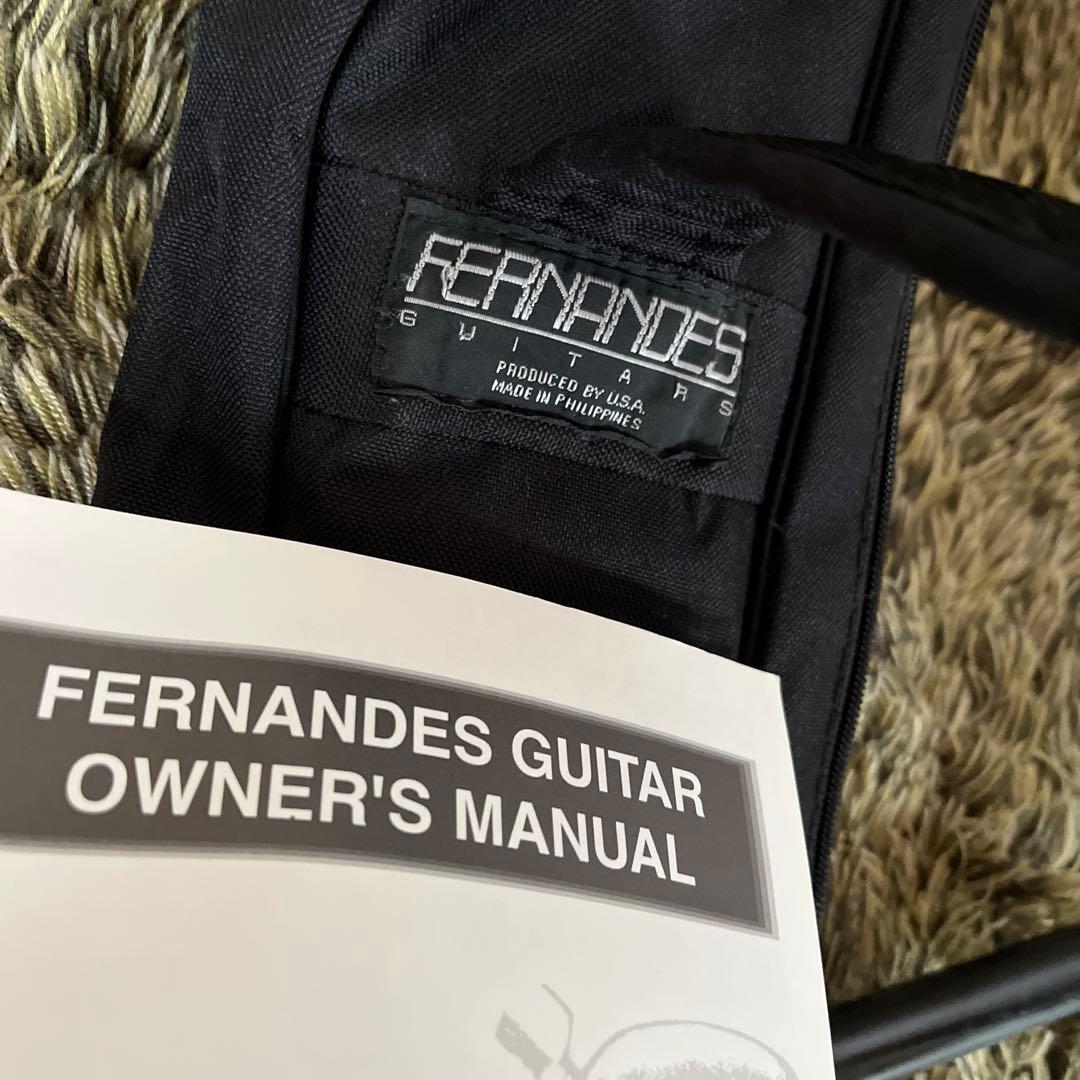 FERNANDES
GUITARS
PRODUCED BY U.S.A.
MADE IN PHILIPPINES
FERNANDES GUITAR
OWNER'S MANUAL